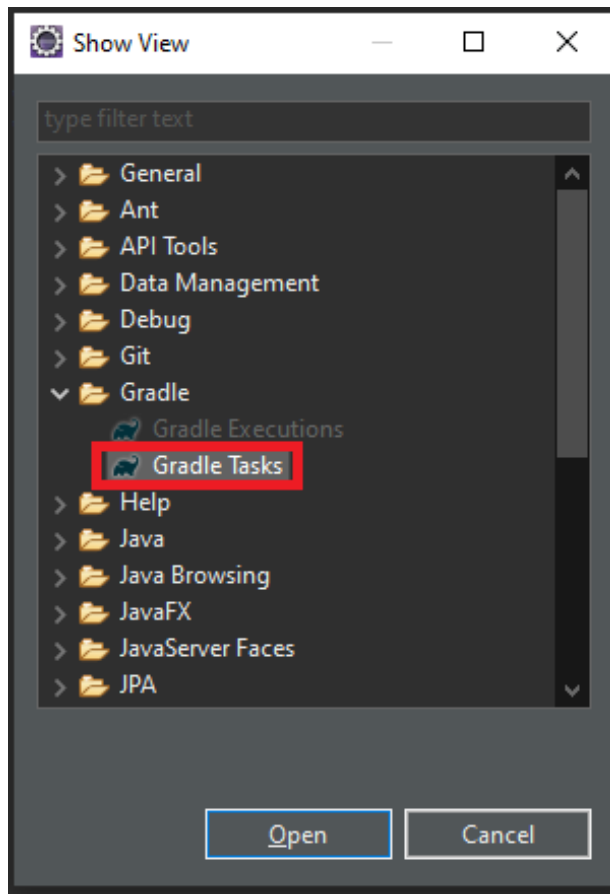 Show View
type filter text
General
Ant
API Tools
Data Management
Debug
Git
Gradle
Gradle Executions
Gradle Tasks
Help
Java
Java Browsing
JavaFX
JavaServer Faces
JPA
Open
Cancel